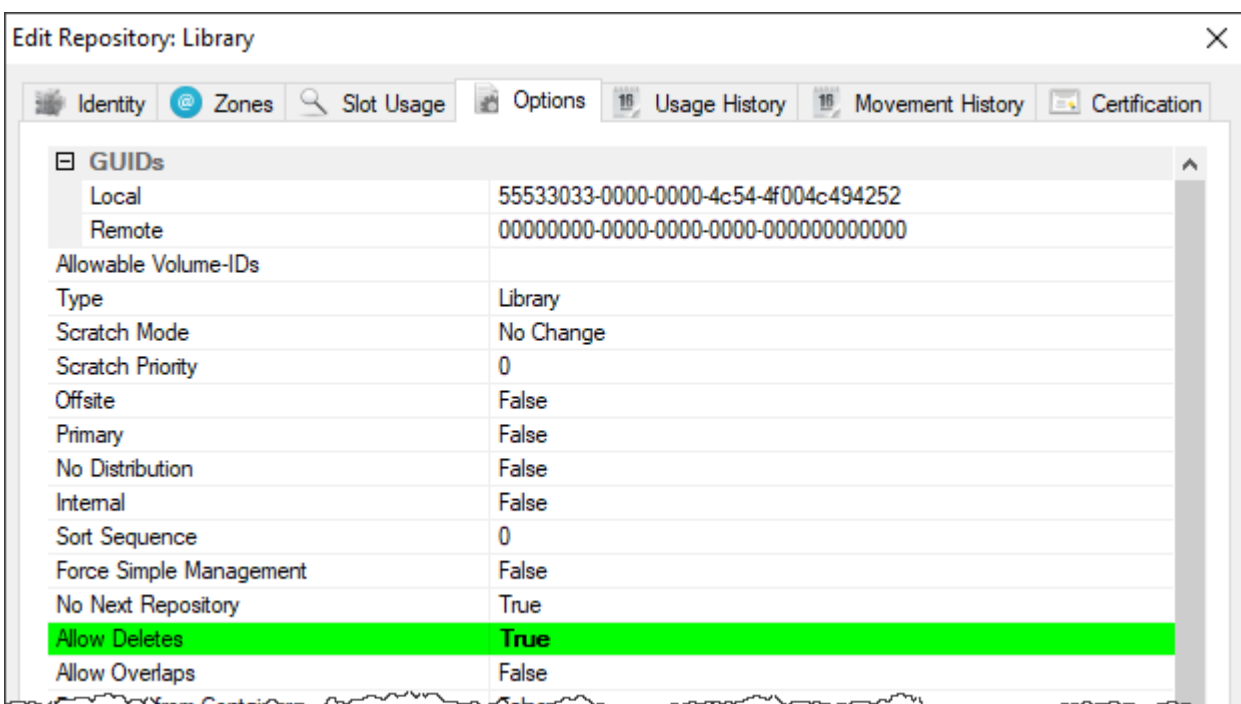 Edit Repository: Library
Identity Zones Slot Usage Options Usage History Movement History Certification
GUIDs
Local 55533033-0000-0000-4c54-4f004c494252
Remote 00000000-0000-0000-0000-000000000000
Allowable Volume-IDs
Type Library
Scratch Mode No Change
Scratch Priority 0
Offsite False
Primary False
No Distribution False
Internal False
Sort Sequence 0
Force Simple Management False
No Next Repository True
Allow Deletes True
Allow Overlaps False